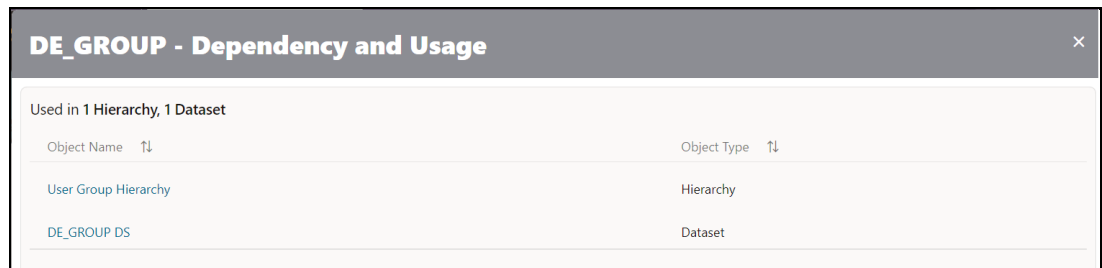 DE_GROUP - Dependency and Usage
Used in 1 Hierarchy, 1 Dataset
Object Name Object Type
User Group Hierarchy Hierarchy
DE_GROUP DS Dataset